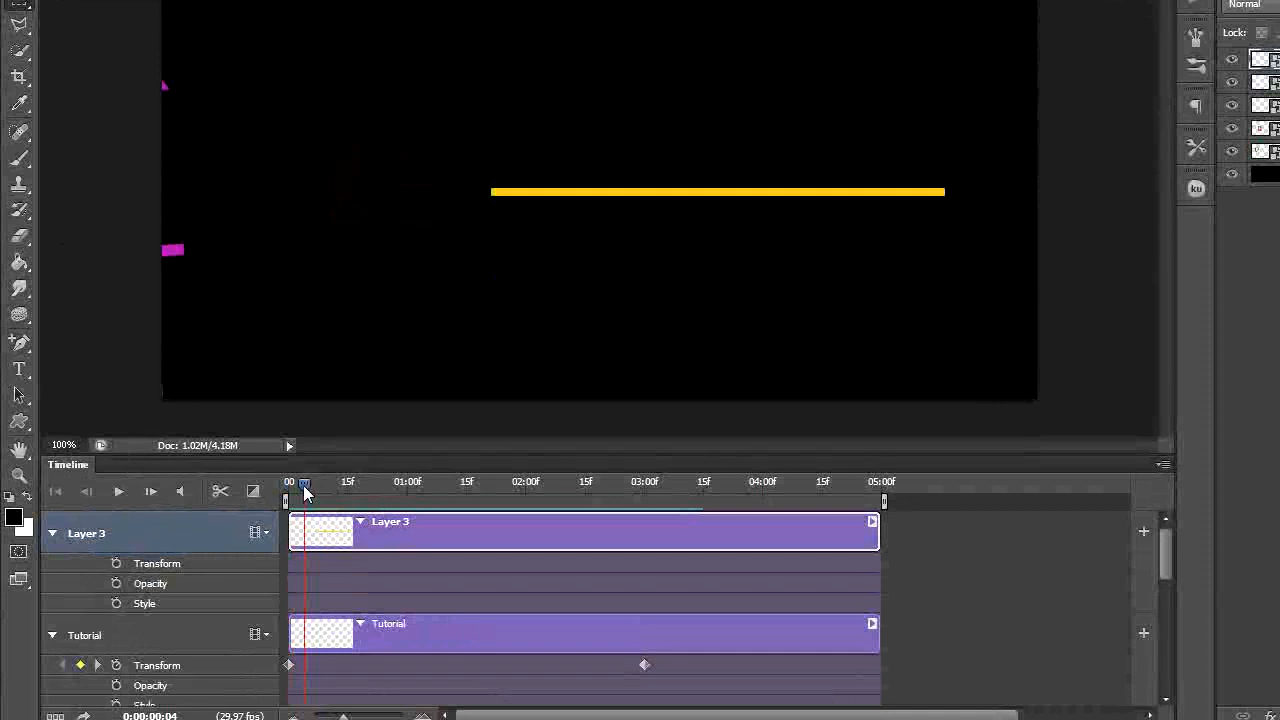 Normal
Lock:
T
ku
100%
Doc: 1.02M/4.18M
Timeline
00 15f 01:00f 15f 02:00f 15f 03:00f 15f 04:00f 15f 05:00f
Layer 3
Layer 3
Transform
Opacity
Style
Tutorial
Tutorial
Transform
Opacity
Style
0:00:00:04 (29.97 fps)